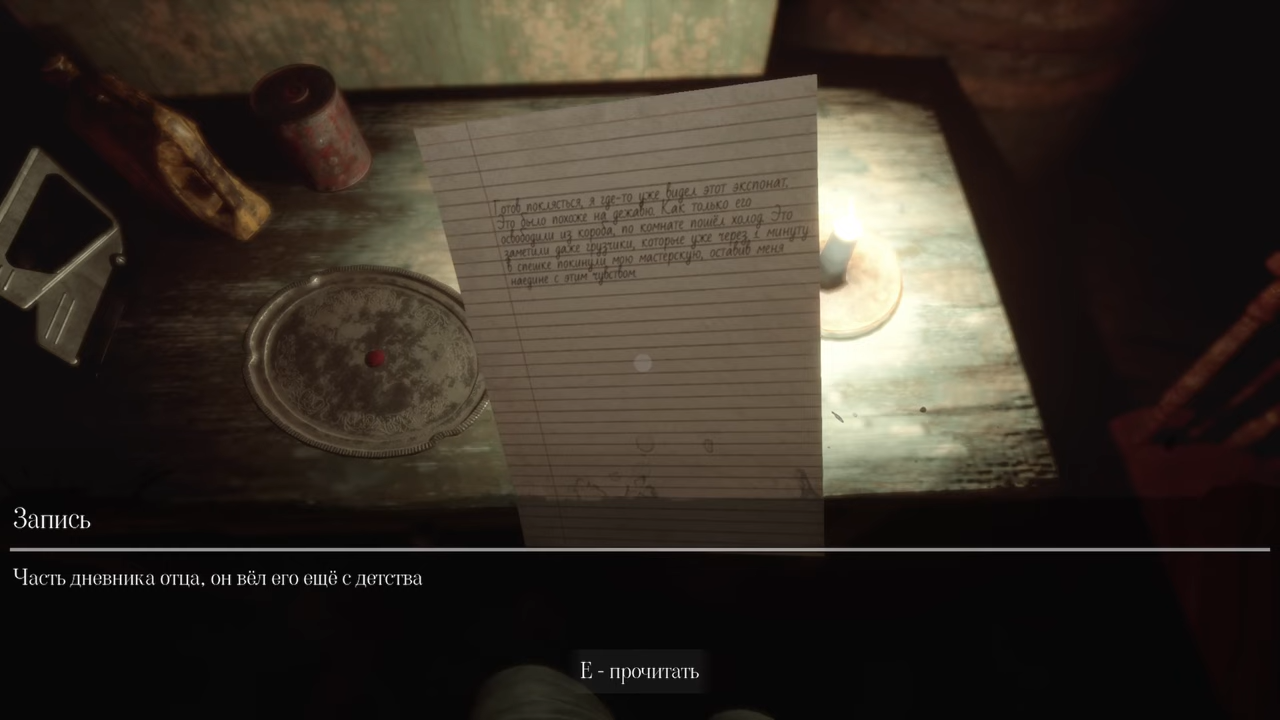 Готов поклясться, я где-то уже видел этот экспонат.
Это было похоже на дежавю. Как только его
освободили из короба, по комнате пошёл холод. Это
заметили даже грузчики, которые уже через минуту
в спешке покинули мою мастерскую, оставив меня
наедине с этим чувством.
Запись
Часть дневника отца, он вёл его ещё с детства
E - прочитать